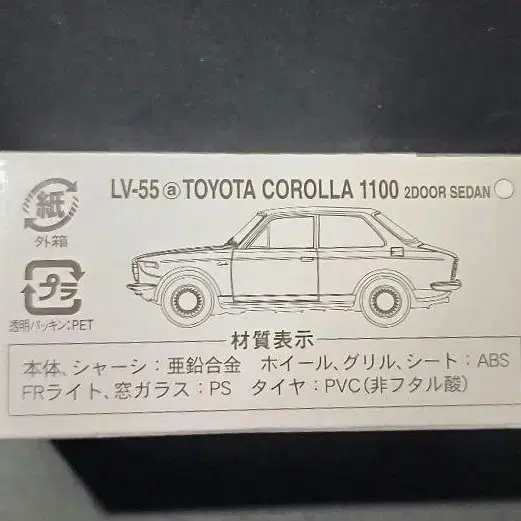 LV-55 ⓐ TOYOTA COROLLA 1100 2DOOR SEDAN
紙
外箱
プラ
透明パッキン:PET
材質表示
本体、シャーシ:亜鉛合金 ホイール、グリル、シート:ABS
FRライト、窓ガラス:PS タイヤ:PVC(非フタル酸)